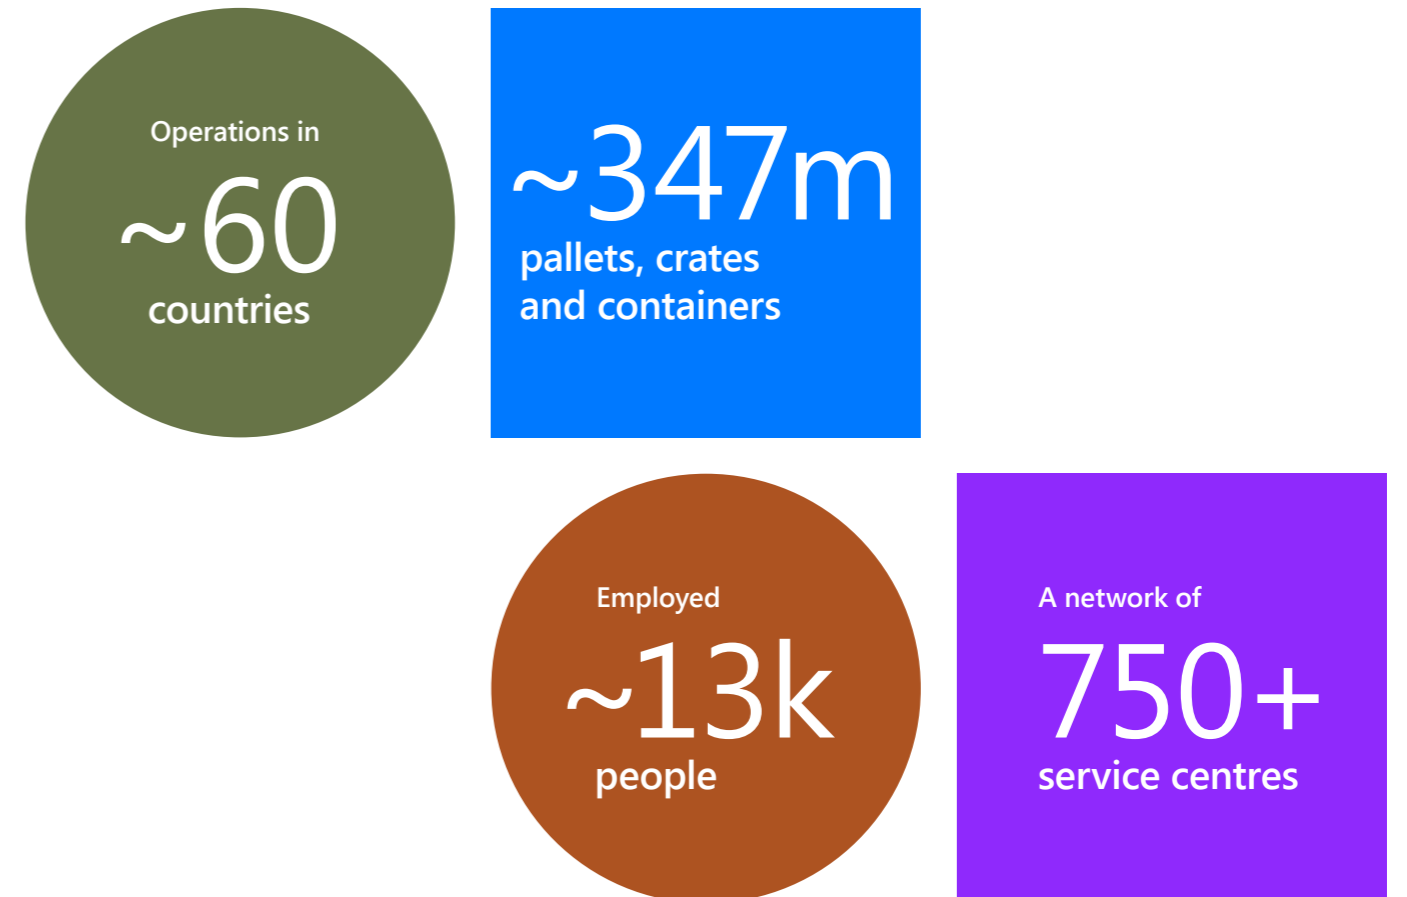 Operations in
~60
countries
~347m
pallets, crates
and containers
Employed
~13k
people
A network of
750+
service centres